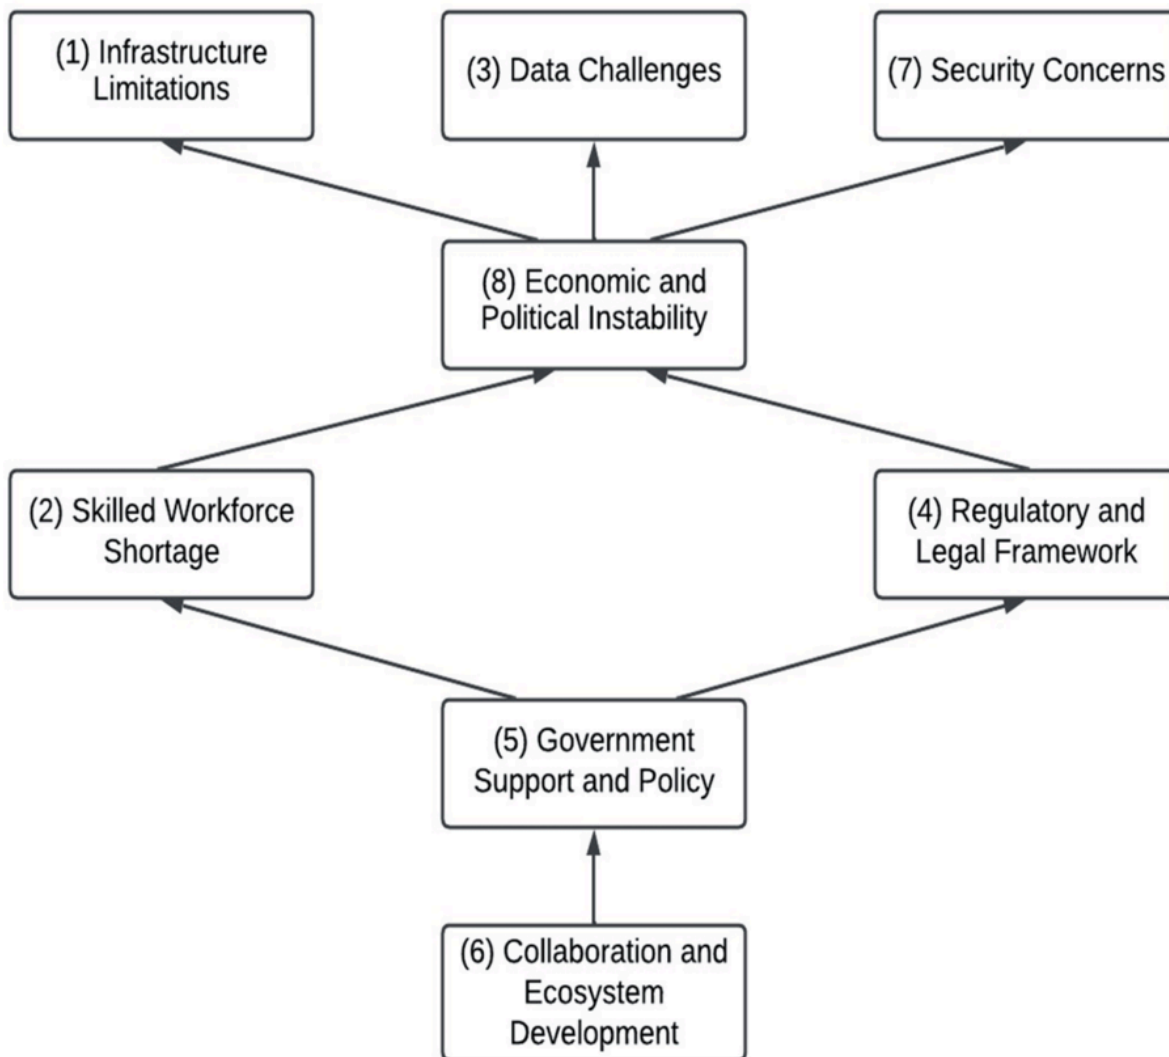 (1) Infrastructure
Limitations
(3) Data Challenges
(7) Security Concerns
(8) Economic and
Political Instability
(2) Skilled Workforce
Shortage
(4) Regulatory and
Legal Framework
(5) Government
Support and Policy
(6) Collaboration and
Ecosystem
Development